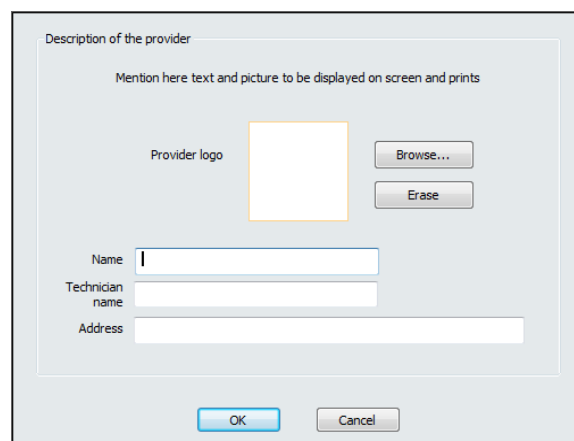 Description of the provider
Mention here text and picture to be displayed on screen and prints
Provider logo
Browse...
Erase
Name
Technician
name
Address
OK
Cancel